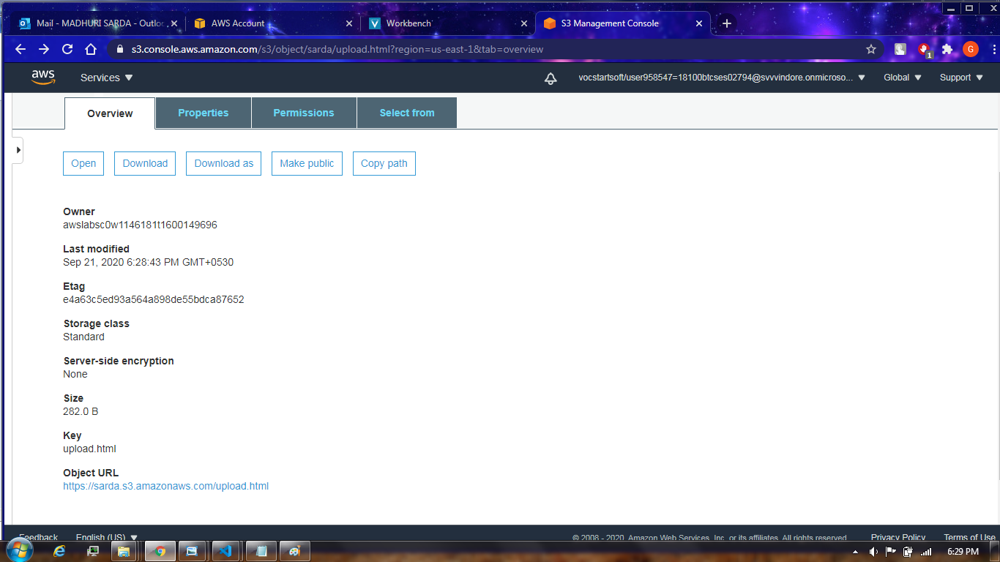 Mail - MADHURI SARDA - Outloo
AWS Account
Workbench
S3 Management Console
s3.console.aws.amazon.com/s3/object/sarda/upload.html?region=us-east-1&tab=overview
1
G
aws
Services
vocstartsoft/user958547=18100btcses02794@svvvindore.onmicroso...
Global
Support
Overview
Properties
Permissions
Select from
Open
Download
Download as
Make public
Copy path
Owner
awslabsc0w1146181t1600149696
Last modified
Sep 21, 2020 6:28:43 PM GMT+0530
Etag
e4a63c5ed93a564a898de55bdca87652
Storage class
Standard
Server-side encryption
None
Size
282.0 B
Key
upload.html
Object URL
https://sarda.s3.amazonaws.com/upload.html
Feedback
English (US)
© 2008 - 2020, Amazon Web Services, Inc. or its affiliates. All rights reserved.
Privacy Policy
Terms of Use
6:29 PM